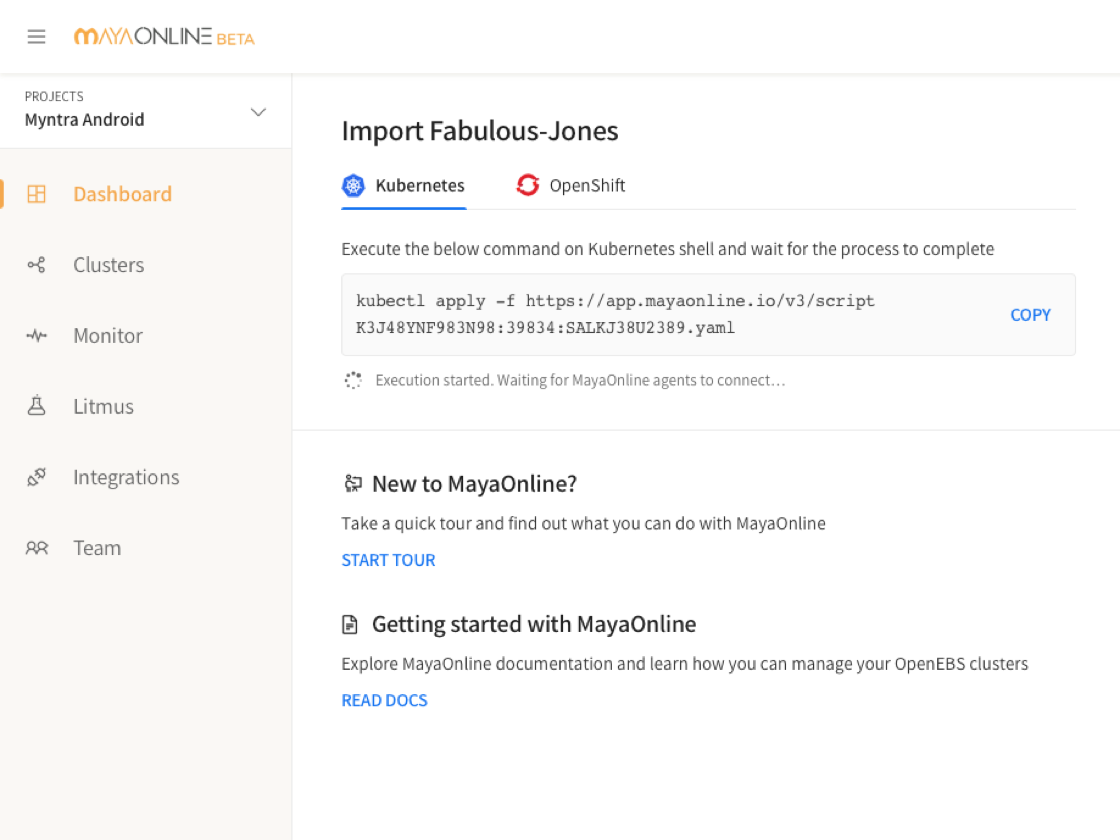 MAYAONLINE BETA
PROJECTS
Myntra Android
Dashboard
Clusters
Monitor
Litmus
Integrations
Team
Import Fabulous-Jones
Kubernetes OpenShift
Execute the below command on Kubernetes shell and wait for the process to complete
kubectl apply -f https://app.mayaonline.io/v3/script
K3J48YNF983N98:39834:SALKJ38U2389.yaml
COPY
Execution started. Waiting for MayaOnline agents to connect…
New to MayaOnline?
Take a quick tour and find out what you can do with MayaOnline
START TOUR
Getting started with MayaOnline
Explore MayaOnline documentation and learn how you can manage your OpenEBS clusters
READ DOCS